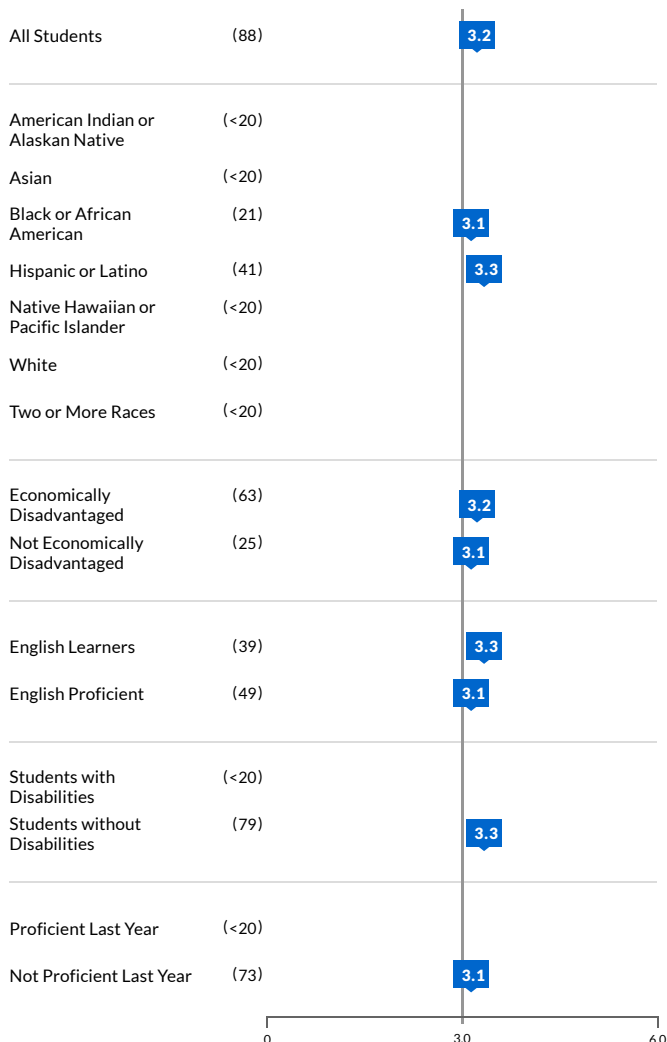 All Students (88) 3.2
American Indian or
Alaskan Native (<20)
Asian (<20)
Black or African
American (21) 3.1
Hispanic or Latino (41) 3.3
Native Hawaiian or
Pacific Islander (<20)
White (<20)
Two or More Races (<20)
Economically
Disadvantaged (63) 3.2
Not Economically
Disadvantaged (25) 3.1
English Learners (39) 3.3
English Proficient (49) 3.1
Students with
Disabilities (<20)
Students without
Disabilities (79) 3.3
Proficient Last Year (<20)
Not Proficient Last Year (73) 3.1
0 3.0 6.0